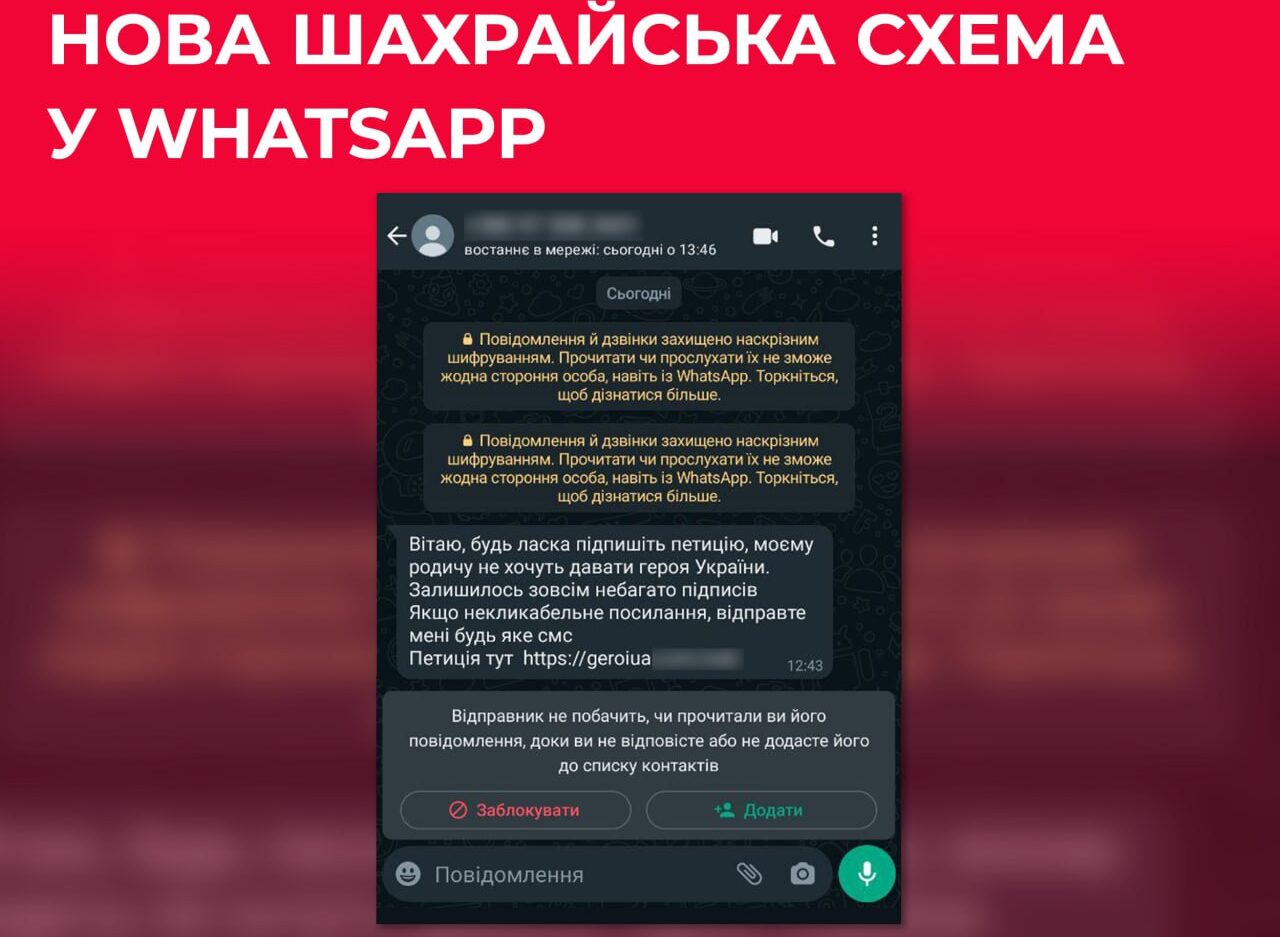 НОВА ШАХРАЙСЬКА СХЕМА
У WHATSAPP
востаннє в мережі: сьогодні о 13:46
Сьогодні
Повідомлення й дзвінки захищено наскрізним
шифруванням. Прочитати чи прослухати їх не зможе
жодна стороння особа, навіть із WhatsApp. Торкніться,
щоб дізнатися більше.
Повідомлення й дзвінки захищено наскрізним
шифруванням. Прочитати чи прослухати їх не зможе
жодна стороння особа, навіть із WhatsApp. Торкніться,
щоб дізнатися більше.
Вітаю, будь ласка підпишіть петицію, моєму
родичу не хочуть давати героя України.
Залишилось зовсім небагато підписів
Якщо некликабельне посилання, відправте
мені будь яке смс
Петиція тут https://geroiua
12:43
Відправник не побачить, чи прочитали ви його
повідомлення, доки ви не відповісте або не додасте його
до списку контактів
Заблокувати
Додати
Повідомлення